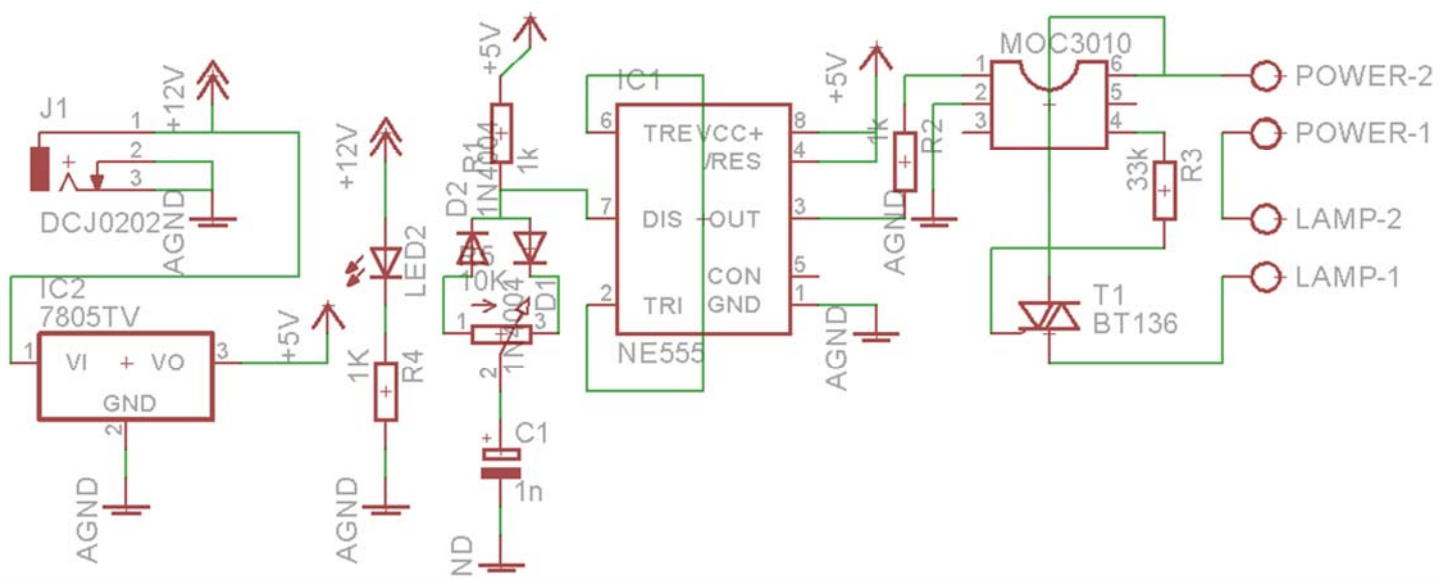 J1
+12V
1
2
3
DCJ0202
AGND
IC2
7805TV
1
VI
+
VO
3
GND
2
+5V
AGND
+12V
LED2
1K
R4
AGND
+5V
R1
1k
D2
1N4004
10K
1
3
2
D1
1N4004
+
C1
1n
ND
IC1
6
TRE
VCC+
8
/RES
4
7
DIS
OUT
3
CON
5
2
TRI
GND
1
NE555
+5V
AGND
1k
R2
AGND
MOC3010
1
2
3
6
5
4
33k
R3
T1
BT136
POWER-2
POWER-1
LAMP-2
LAMP-1